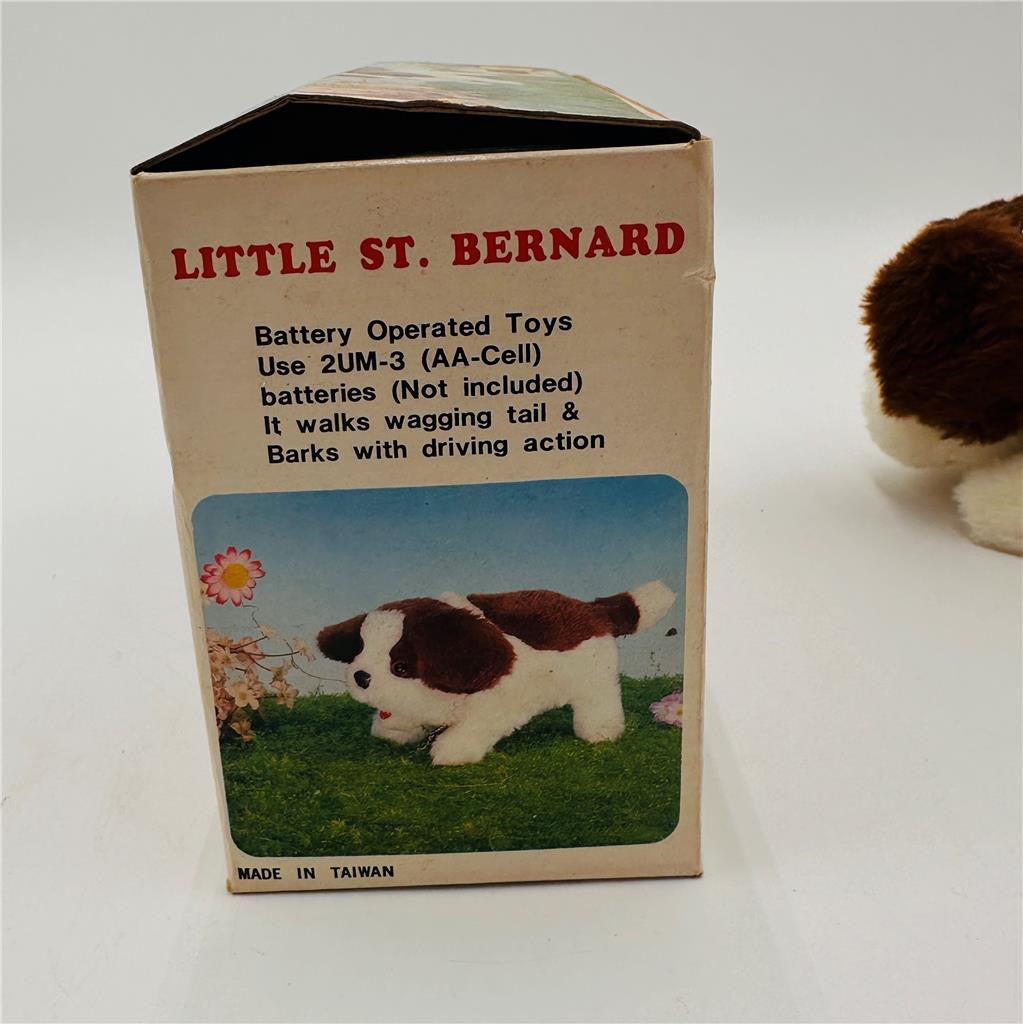 LITTLE ST. BERNARD
Battery Operated Toys
Use 2UM-3 (AA-Cell)
batteries (Not included)
It walks wagging tail &
Barks with driving action
MADE IN TAIWAN